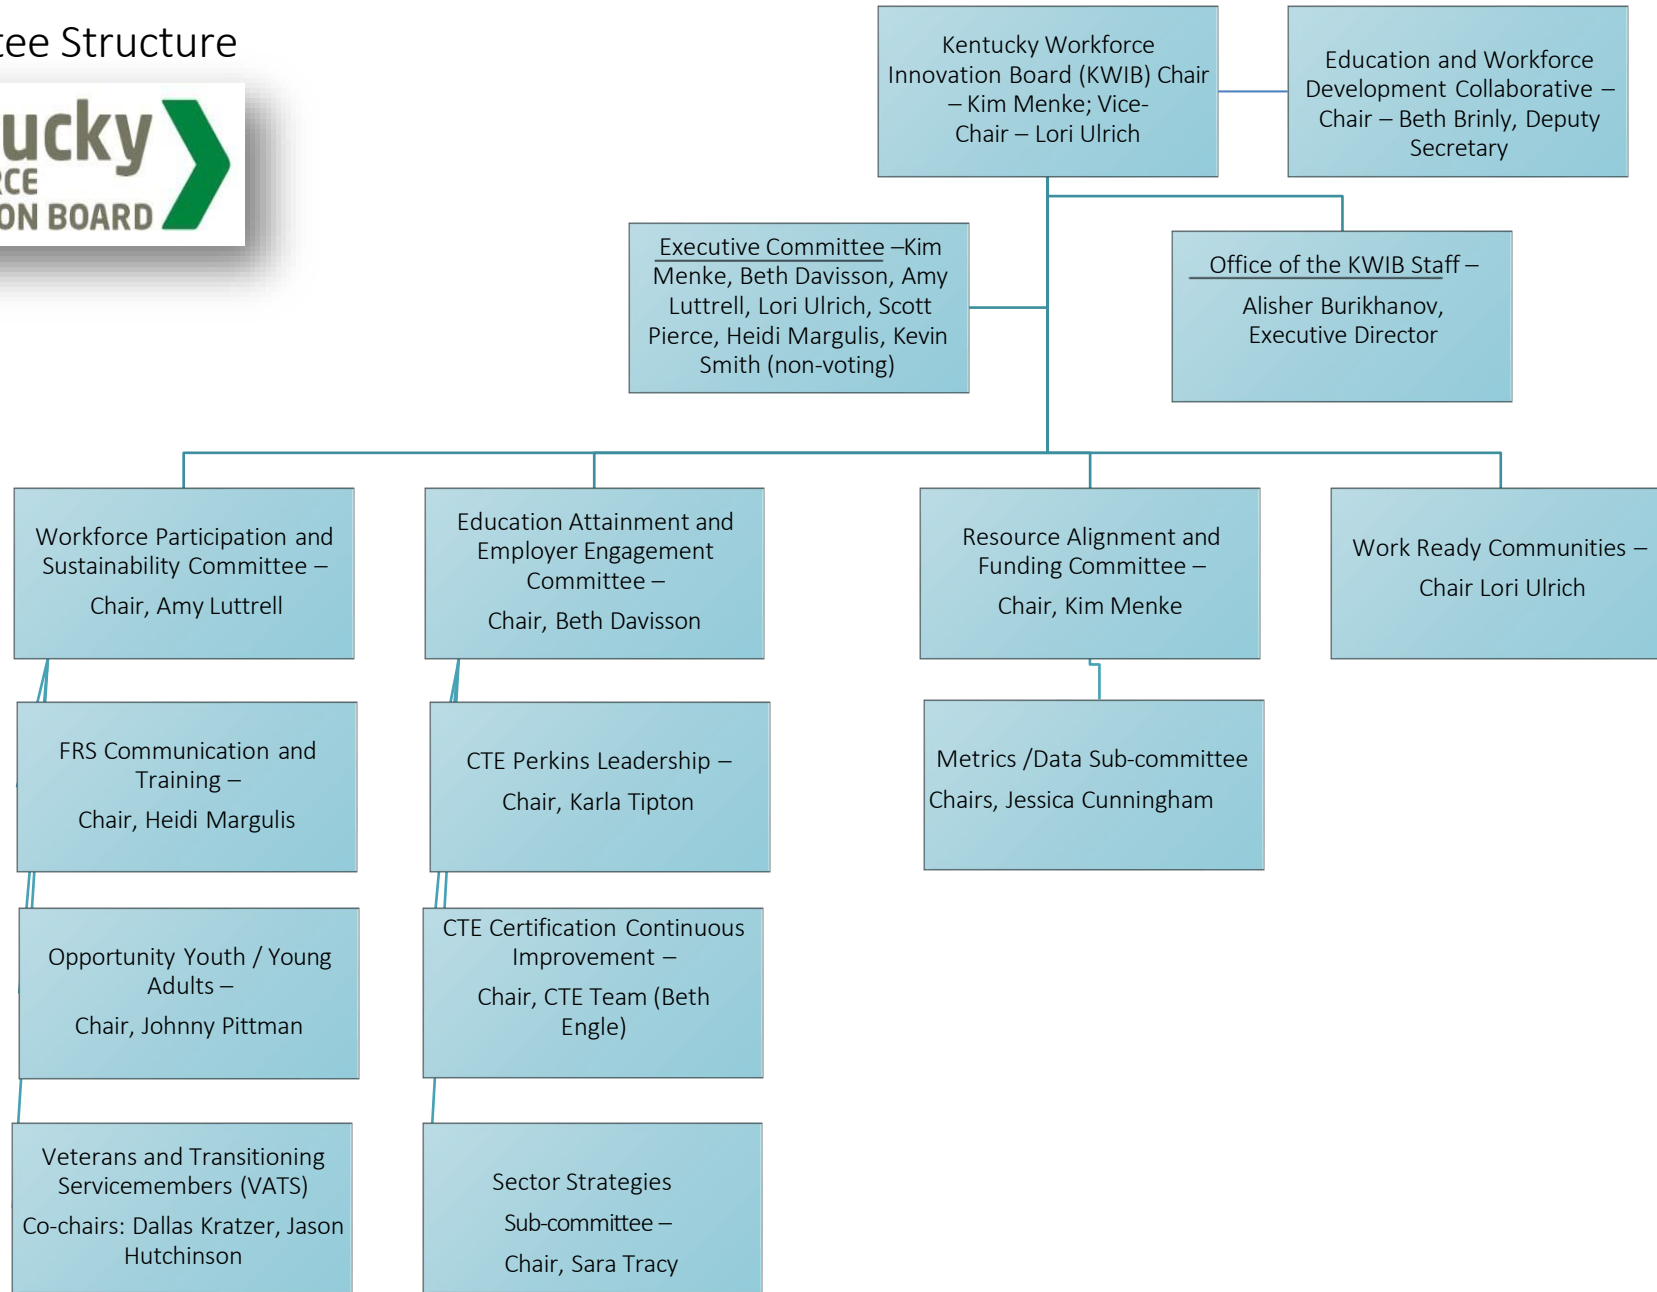 Structure
BOARD
Kentucky Workforce
Innovation Board (KWIB) Chair
– Kim Menke; Vice-
Chair – Lori Ulrich
Education and Workforce
Development Collaborative –
Chair – Beth Brinly, Deputy
Secretary
Executive Committee –Kim
Menke, Beth Davisson, Amy
Luttrell, Lori Ulrich, Scott
Pierce, Heidi Margulis, Kevin
Smith (non-voting)
Office of the KWIB Staff –
Alisher Burikhanov,
Executive Director
Workforce Participation and
Sustainability Committee –
Chair, Amy Luttrell
Education Attainment and
Employer Engagement
Committee –
Chair, Beth Davisson
Resource Alignment and
Funding Committee –
Chair, Kim Menke
Work Ready Communities –
Chair Lori Ulrich
FRS Communication and
Training –
Chair, Heidi Margulis
CTE Perkins Leadership –
Chair, Karla Tipton
Metrics /Data Sub-committee
Chairs, Jessica Cunningham
Opportunity Youth / Young
Adults –
Chair, Johnny Pittman
CTE Certification Continuous
Improvement –
Chair, CTE Team (Beth
Engle)
Veterans and Transitioning
Servicemembers (VATS)
Co-chairs: Dallas Kratzer, Jason
Hutchinson
Sector Strategies
Sub-committee –
Chair, Sara Tracy